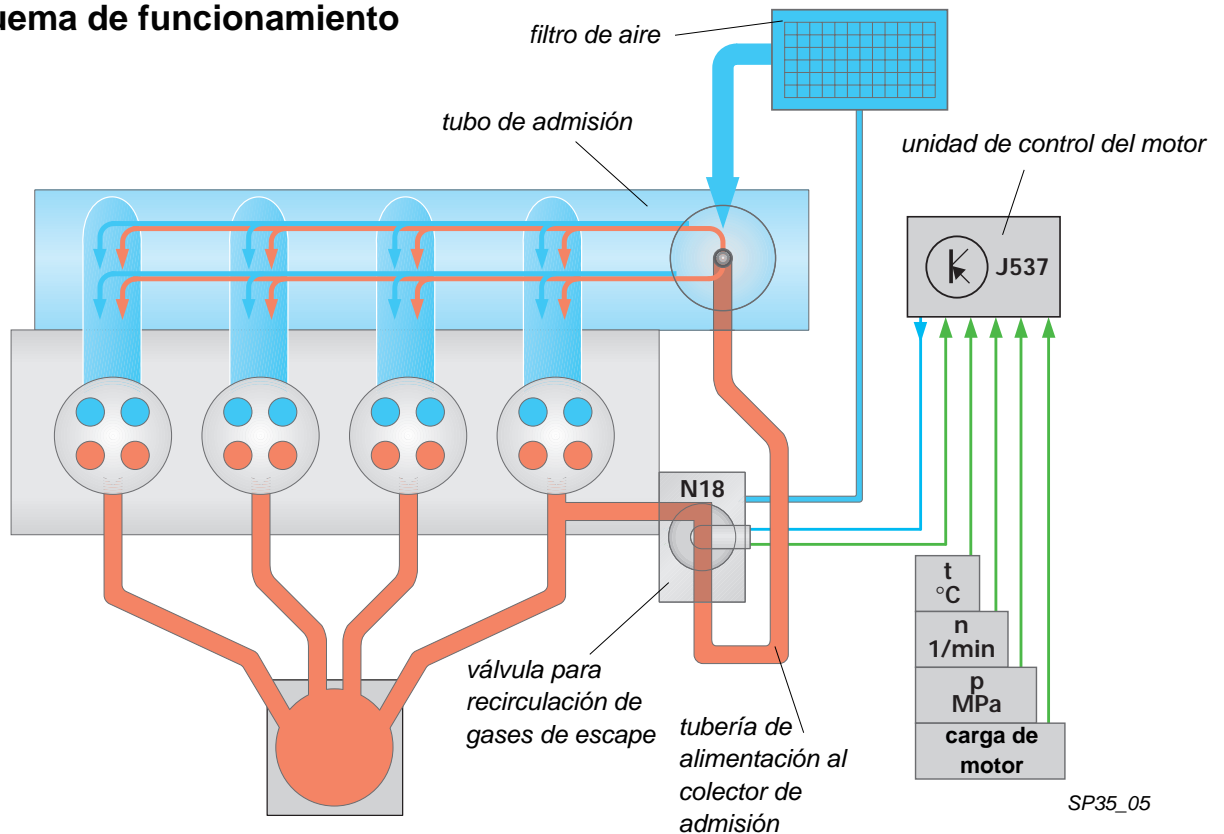 uema de funcionamiento
filtro de aire
tubo de admisión
unidad de control del motor
J537
N18
t
°C
n
1/min
p
MPa
carga de
motor
válvula para
recirculación de
gases de escape
tubería de
alimentación al
colector de
admisión
SP35_05